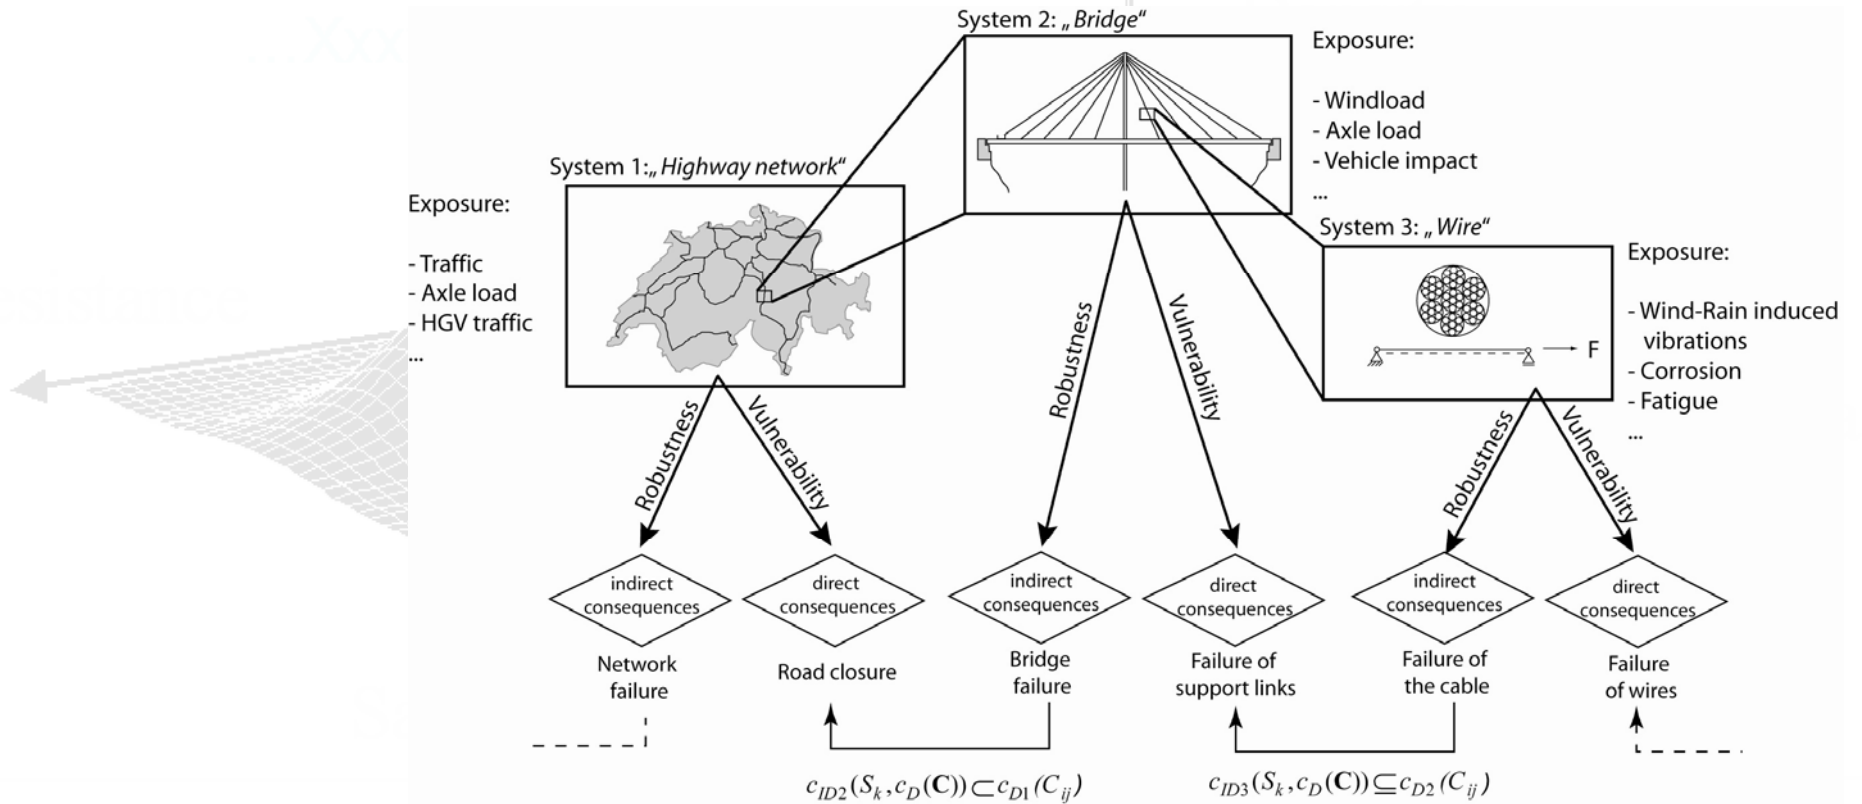 System 2: „Bridge“
Exposure:
- Windload
- Axle load
- Vehicle impact
...
System 1:„Highway network“
Exposure:
- Traffic
- Axle load
- HGV traffic
...
System 3: „Wire“
Exposure:
- Wind-Rain induced
vibrations
- Corrosion
- Fatigue
...
F
Robustness
Vulnerability
Robustness
Vulnerability
Robustness
Vulnerability
indirect
consequences
direct
consequences
indirect
consequences
direct
consequences
indirect
consequences
direct
consequences
Network
failure
Road closure
Bridge
failure
Failure of
support links
Failure of
the cable
Failure
of wires
c_{ID2}(S_k,c_D(C))⊂c_{D1}(C_{ij})
c_{ID3}(S_k,c_D(C))⊆c_{D2}(C_{ij})